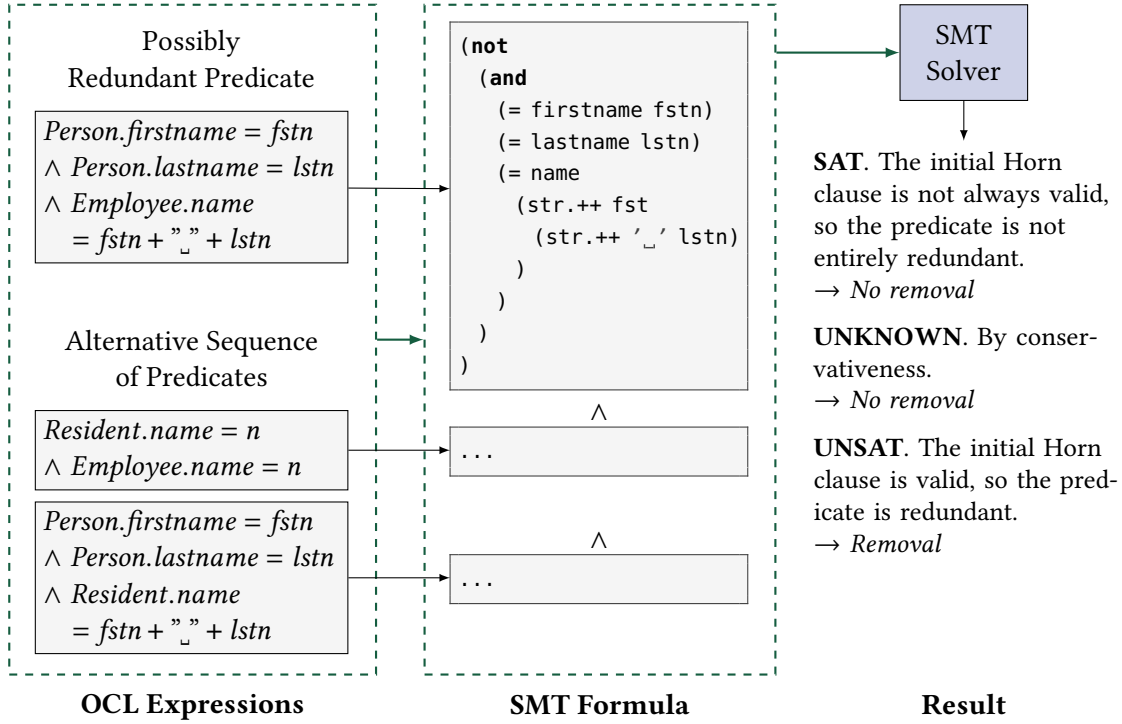 Possibly
Redundant Predicate
Person.firstname = fstn
∧ Person.lastname = lstn
∧ Employee.name
= fstn + ”␣” + lstn
Alternative Sequence
of Predicates
Resident.name = n
∧ Employee.name = n
Person.firstname = fstn
∧ Person.lastname = lstn
∧ Resident.name
= fstn + ”␣” + lstn
OCL Expressions
(not
(and
(= firstname fstn)
(= lastname lstn)
(= name
(str.++ fst
(str.++ ′␣′ lstn)
)
)
)
)
∧
...
∧
...
SMT Formula
SMT
Solver
SAT. The initial Horn
clause is not always valid,
so the predicate is not
entirely redundant.
→ No removal
UNKNOWN. By conser-
vativeness.
→ No removal
UNSAT. The initial Horn
clause is valid, so the pred-
icate is redundant.
→ Removal
Result